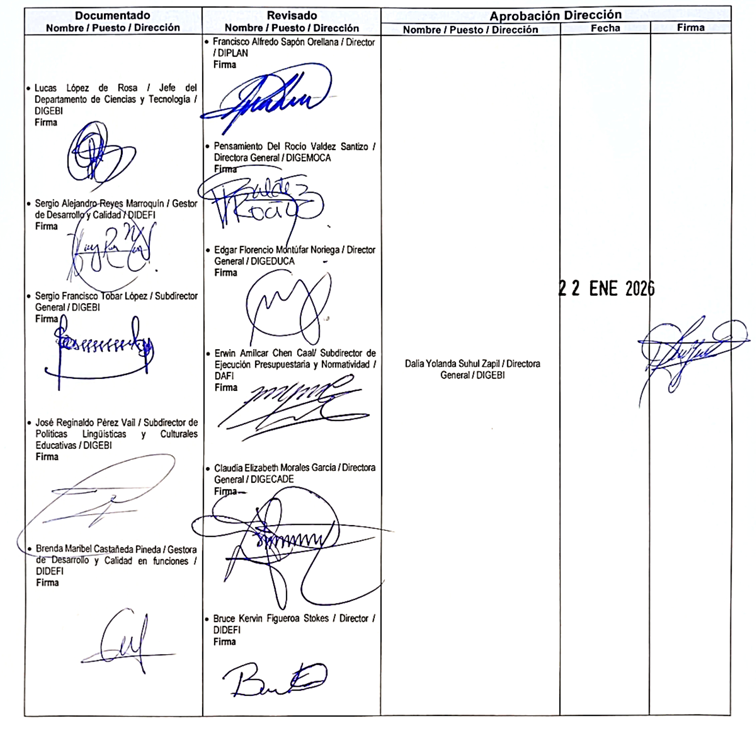 Documentado
Nombre / Puesto / Dirección
Revisado
Nombre / Puesto / Dirección
Aprobación Dirección
Nombre / Puesto / Dirección
Fecha
Firma
• Lucas López de Rosa / Jefe del
Departamento de Ciencias y Tecnología /
DIGEBI
Firma
• Sergio Alejandro Reyes Marroquín / Gestor
de Desarrollo y Calidad / DIDEFI
Firma
• Sergio Francisco Tobar López / Subdirector
General / DIGEBI
Firma
• José Reginaldo Pérez Vail / Subdirector de
Políticas Lingüísticas y Culturales
Educativas / DIGEBI
Firma
• Brenda Maribel Castañeda Pineda / Gestora
de Desarrollo y Calidad en funciones /
DIDEFI
Firma
• Francisco Alfredo Sapón Orellana / Director
/ DIPLAN
Firma
• Pensamiento Del Rocio Valdez Santizo /
Directora General / DIGEMOCA
Firma
Valdez
Rocío
• Edgar Florencio Montúfar Noriega / Director
General / DIGEDUCA
Firma
• Erwin Amilcar Chen Caal/ Subdirector de
Ejecución Presupuestaria y Normatividad /
DAFI
Firma
• Claudia Elizabeth Morales García / Directora
General / DIGECADE
Firma
• Bruce Kervin Figueroa Stokes / Director /
DIDEFI
Firma
Dalia Yolanda Suhul Zapil / Directora
General / DIGEBI
22 ENE 2026